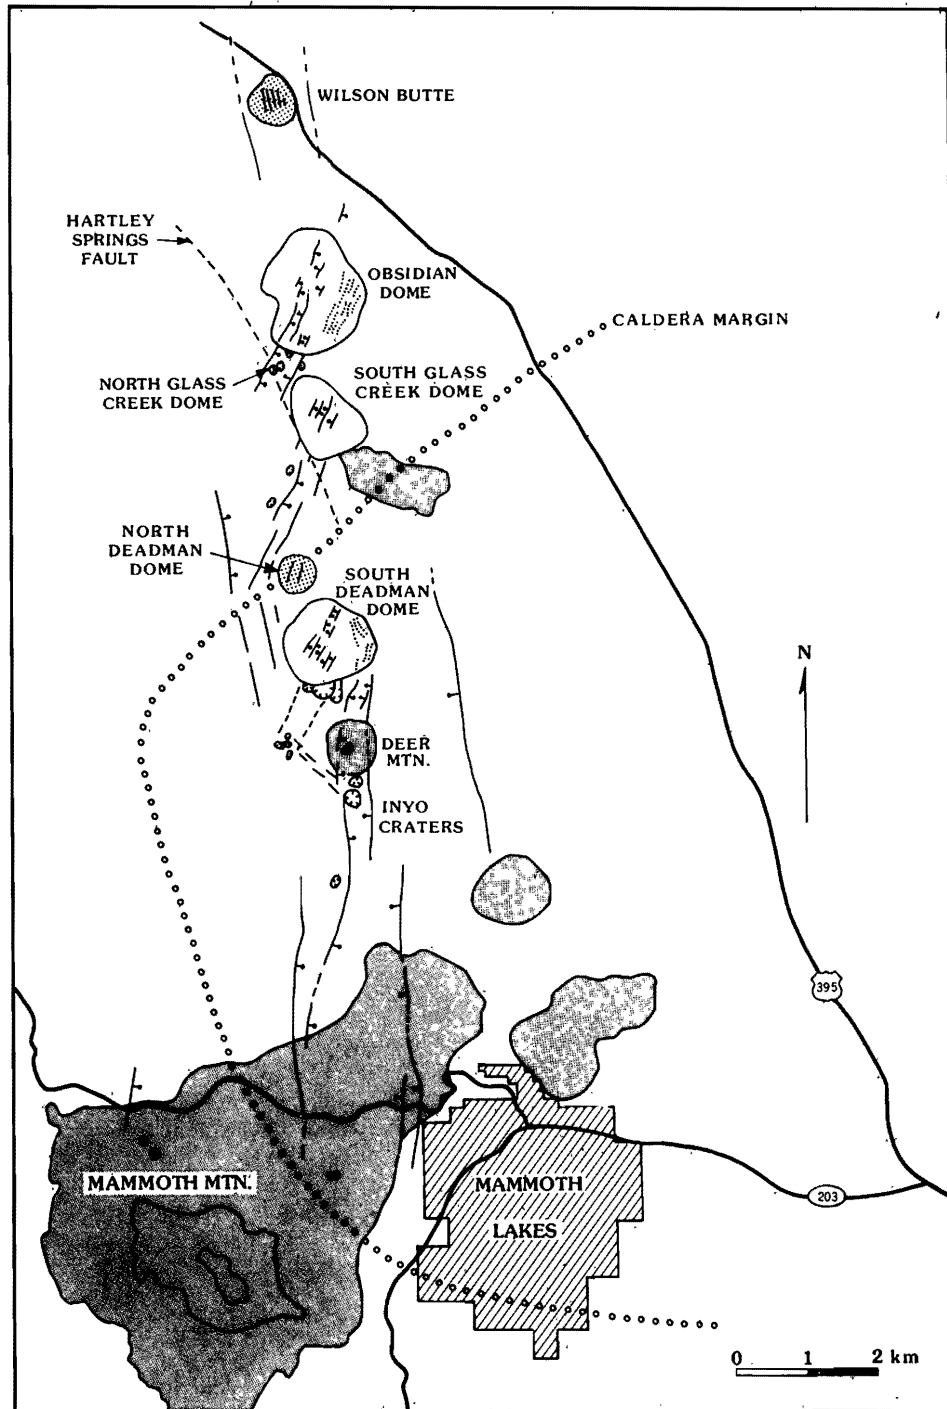 WILSON BUTTE
HARTLEY
SPRINGS
FAULT
OBSIDIAN
DOME
CALDERA MARGIN
NORTH GLASS
CREEK DOME
SOUTH GLASS
CREEK DOME
NORTH
DEADMAN
DOME
SOUTH
DEADMAN
DOME
N
DEER
MTN.
INYO
CRATERS
395
MAMMOTH MTN.
MAMMOTH
LAKES
203
0 1 2 km